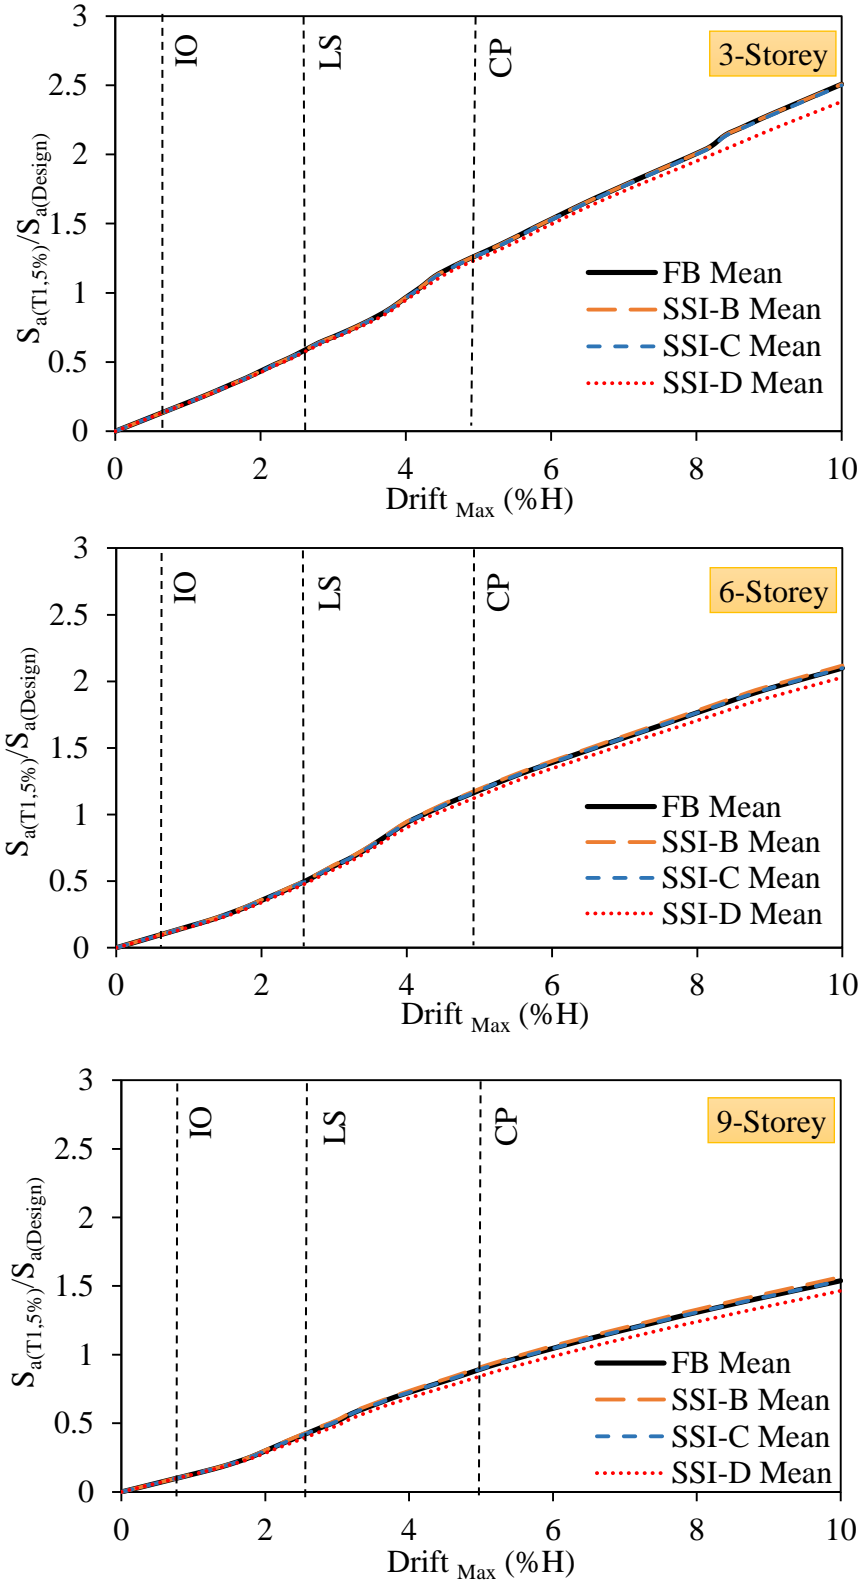 3
2.5
2
1.5
1
0.5
0
IO
LS
CP
3-Storey
FB Mean
SSI-B Mean
SSI-C Mean
SSI-D Mean
0 2 4 6 8 10
Drift Max (%H)
Sa(T1,5%)/Sa(Design)
3
2.5
2
1.5
1
0.5
0
IO
LS
CP
6-Storey
FB Mean
SSI-B Mean
SSI-C Mean
SSI-D Mean
0 2 4 6 8 10
Drift Max (%H)
Sa(T1,5%)/Sa(Design)
3
2.5
2
1.5
1
0.5
0
IO
LS
CP
9-Storey
FB Mean
SSI-B Mean
SSI-C Mean
SSI-D Mean
0 2 4 6 8 10
Drift Max (%H)
Sa(T1,5%)/Sa(Design)